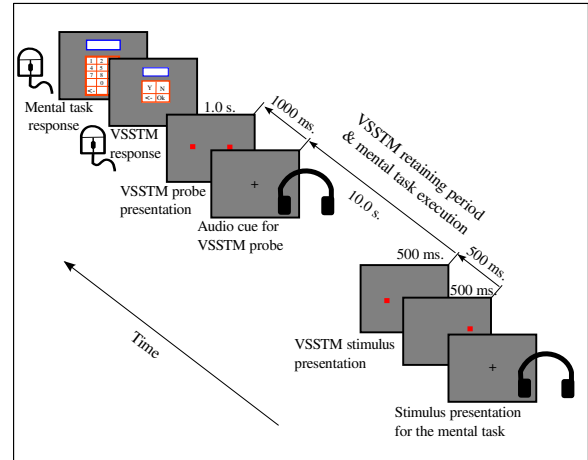 1 2
4 5
7 8
0
<-
Y N
<- Ok
Mental task
response
VSSTM
response
1.0 s.
1000 ms.
VSSTM retaining period
& mental task execution
VSSTM probe
presentation
+
Audio cue for
VSSTM probe
10.0 s.
500 ms.
500 ms.
500 ms.
Time
VSSTM stimulus
presentation
+
Stimulus presentation
for the mental task